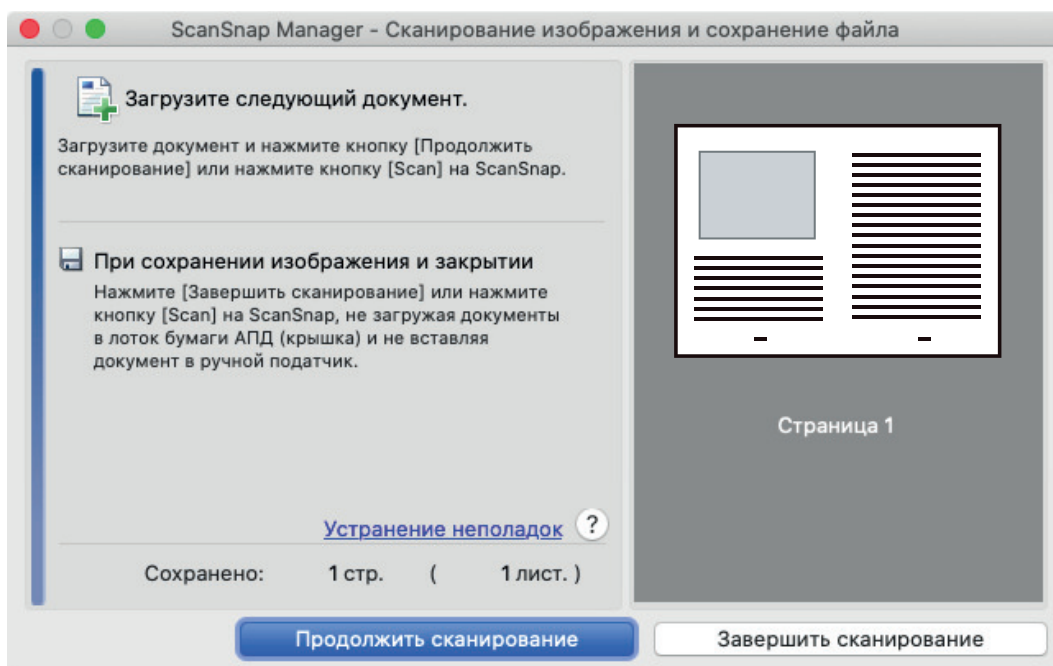 ScanSnap Manager - Сканирование изображения и сохранение файла
Загрузите следующий документ.
Загрузите документ и нажмите кнопку [Продолжить
сканирование] или нажмите кнопку [Scan] на ScanSnap.
При сохранении изображения и закрытии
Нажмите [Завершить сканирование] или нажмите
кнопку [Scan] на ScanSnap, не загружая документы
в лоток бумаги АПД (крышка) и не вставляя
документ в ручной податчик.
Устранение неполадок ?
Сохранено: 1 стр. ( 1 лист. )
Страница 1
Продолжить сканирование
Завершить сканирование